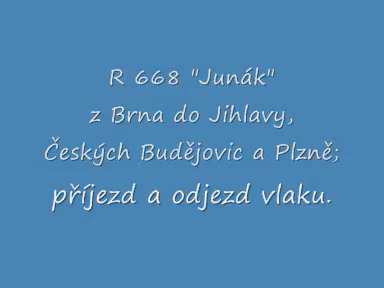 R 668 "Junák"
z Brna do Jihlavy,
Českých Budějovic a Plzně;
příjezd a odjezd vlaku.